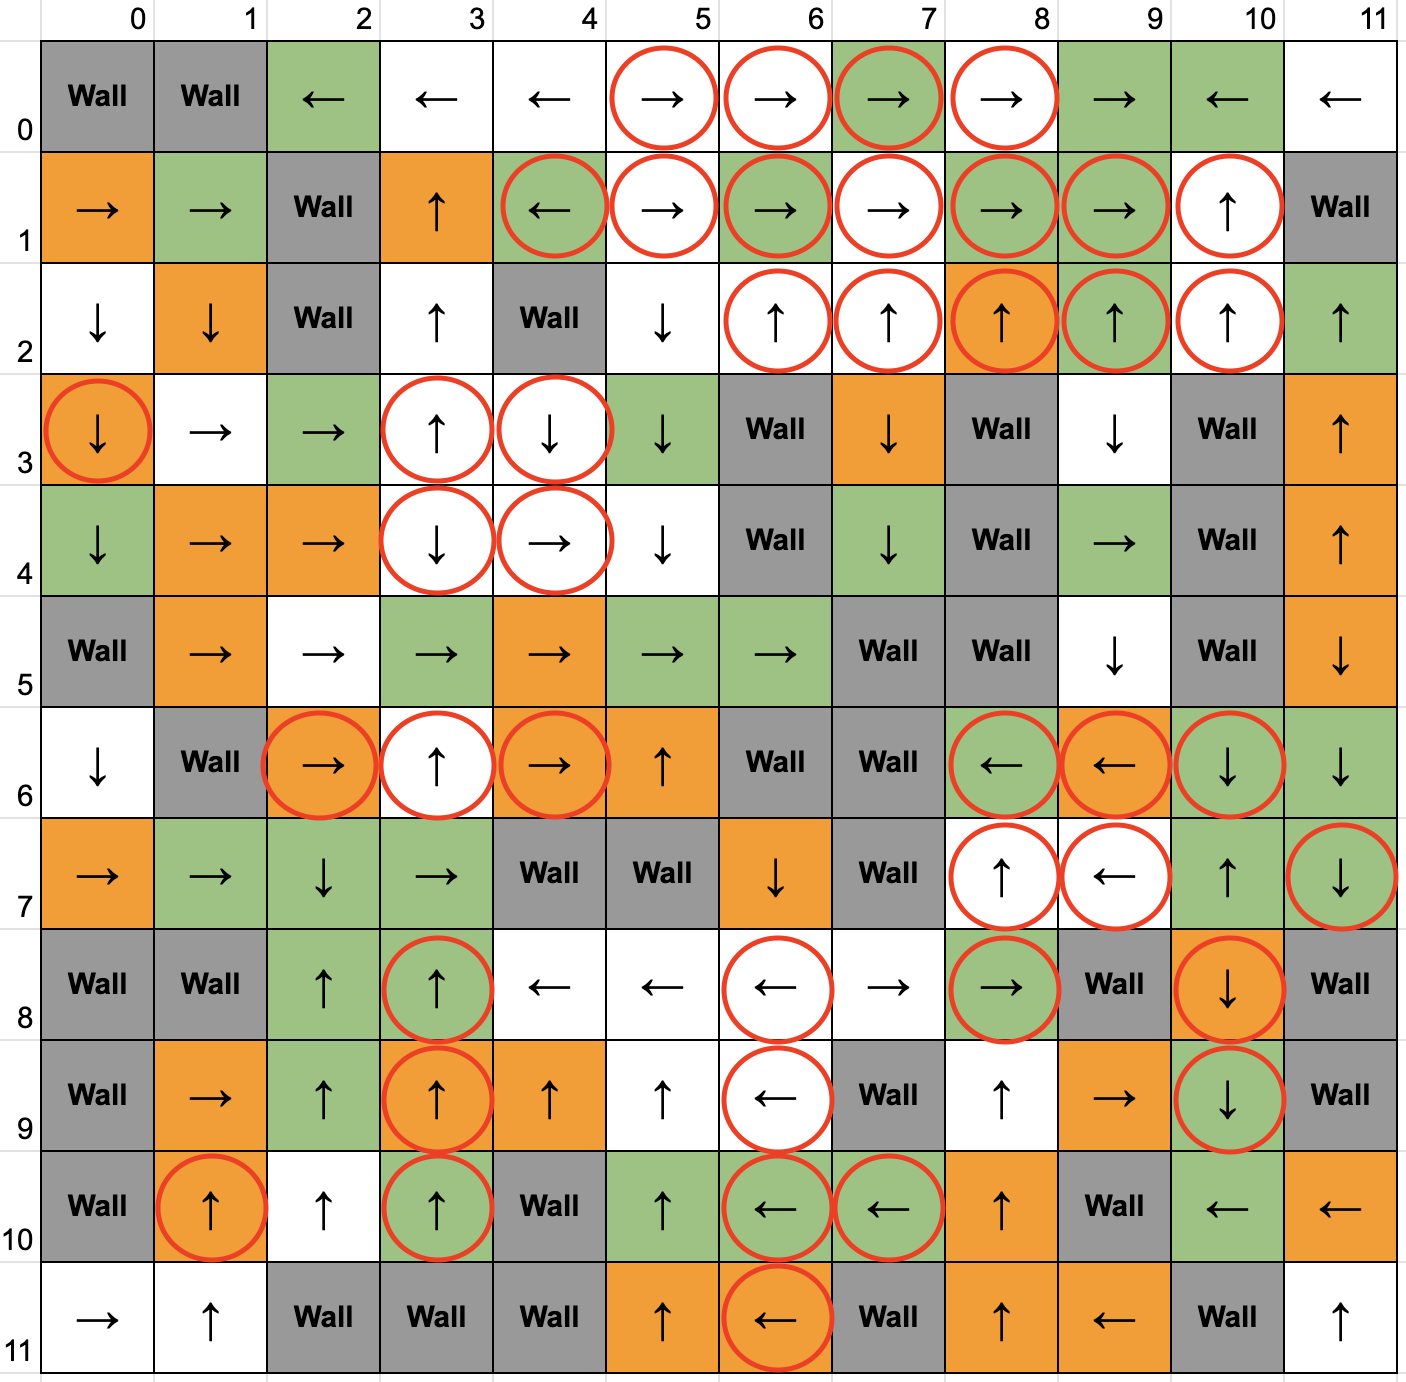 0 1 2 3 4 5 6 7 8 9 10 11
0 Wall Wall ← ← ← → → → → → ← ←
1 → → Wall ↑ ← → → → → → ↑ Wall
2 ↓ ↓ Wall ↑ Wall ↓ ↑ ↑ ↑ ↑ ↑ ↑
3 ↓ → → ↑ ↓ ↓ Wall ↓ Wall ↓ Wall ↑
4 ↓ → → ↓ → ↓ Wall ↓ Wall → Wall ↑
5 Wall → → → → → → Wall Wall ↓ Wall ↓
6 ↓ Wall → ↑ → ↑ Wall Wall ← ← ↓ ↓
7 → → ↓ → Wall Wall ↓ Wall ↑ ← ↑ ↓
8 Wall Wall ↑ ↑ ← ← ← → → Wall ↓ Wall
9 Wall → ↑ ↑ ↑ ↑ ← Wall ↑ → ↓ Wall
10 Wall ↑ ↑ ↑ Wall ↑ ← ← ↑ Wall ← ←
11 → ↑ Wall Wall Wall ↑ ← Wall ↑ ← Wall ↑